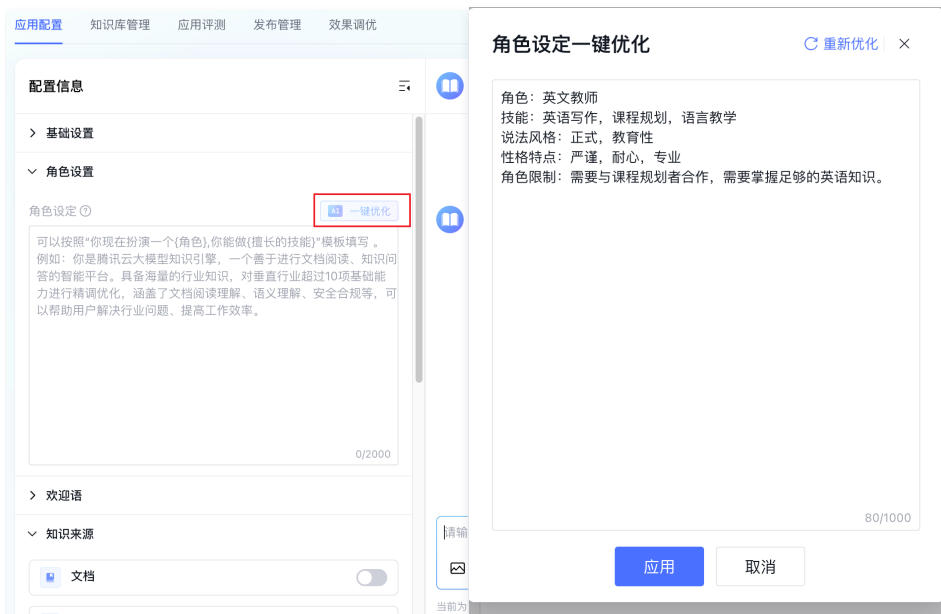 应用配置 知识库管理 应用评测 发布管理 效果调优
配置信息
基础设置
角色设置
角色设定
AI 一键优化
可以按照“你现在扮演一个{角色},你能做{擅长的技能}”模板填写 。
例如：你是腾讯云大模型知识引擎，一个善于进行文档阅读、知识问
答的智能平台。具备海量的行业知识，对垂直行业超过10项基础能
力进行精调优化，涵盖了文档阅读理解、语义理解、安全合规等，可
以帮助用户解决行业问题、提高工作效率。
0/2000
欢迎语
知识来源
文档
请输
当前为
角色设定一键优化
重新优化
角色：英文教师
技能：英语写作，课程规划，语言教学
说法风格：正式，教育性
性格特点：严谨，耐心，专业
角色限制：需要与课程规划者合作，需要掌握足够的英语知识。
80/1000
应用
取消